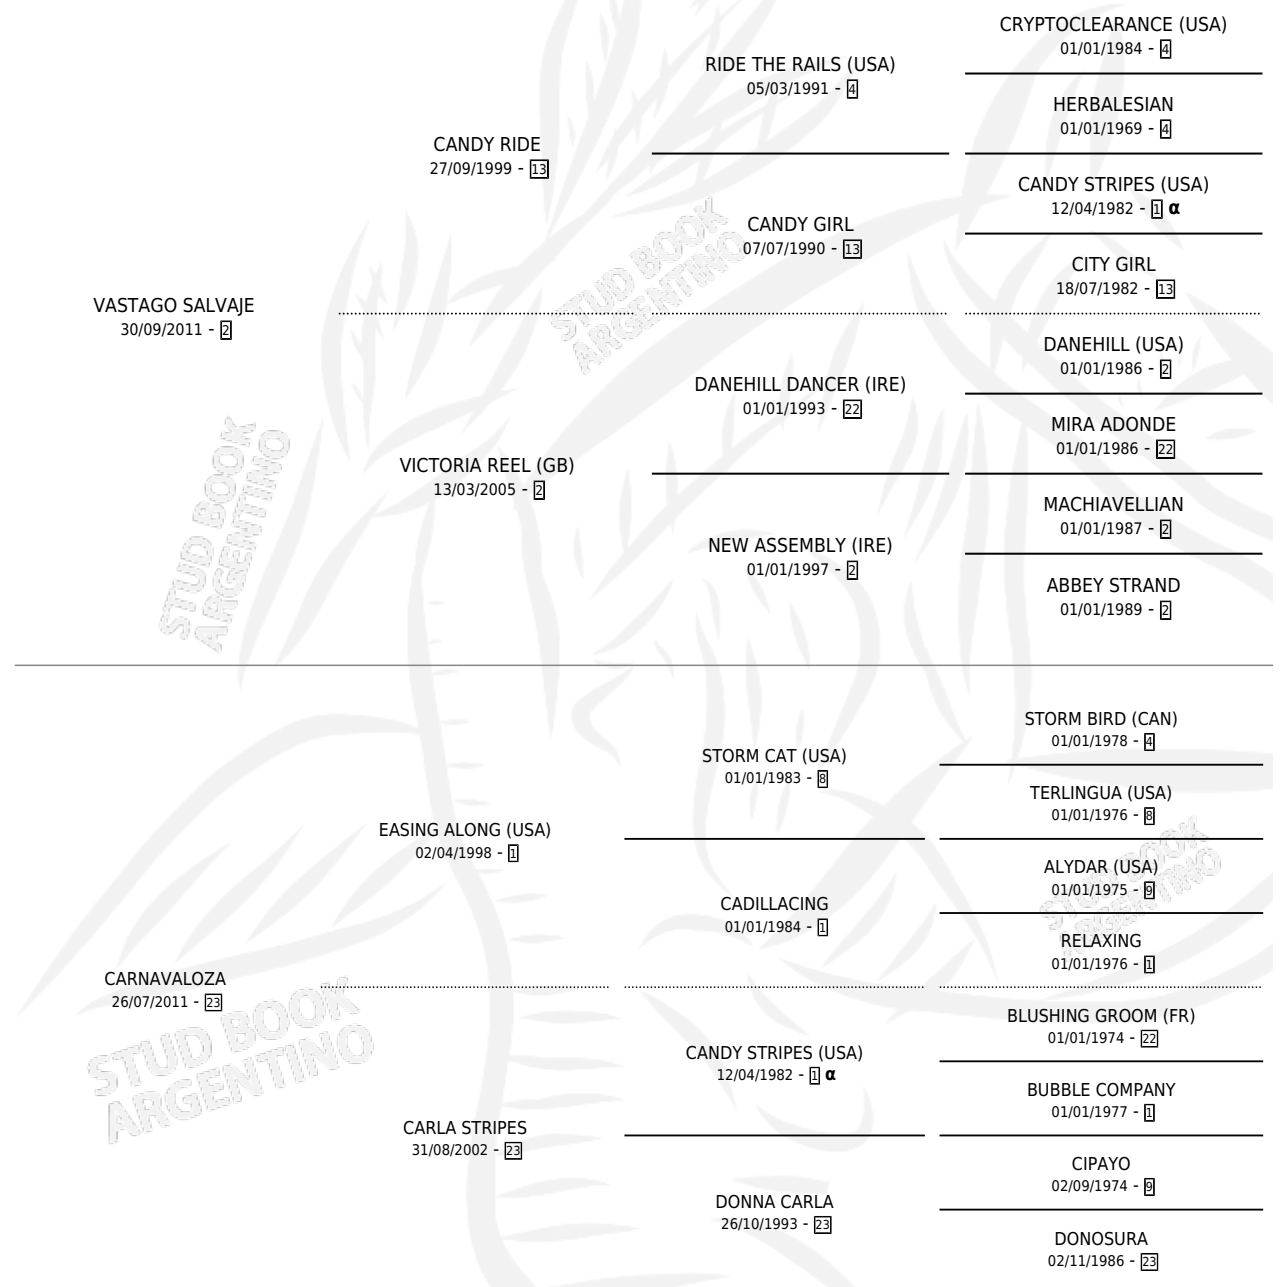 CRYPTOCLEARANCE (USA)
01/01/1984 - 4
RIDE THE RAILS (USA)
05/03/1991 - 4
HERBALESIAN
01/01/1969 - 4
CANDY RIDE
27/09/1999 - 13
CANDY STRIPES (USA)
12/04/1982 - 1 α
CANDY GIRL
07/07/1990 - 13
CITY GIRL
18/07/1982 - 13
VASTAGO SALVAJE
30/09/2011 - 2
DANEHILL (USA)
01/01/1986 - 2
DANEHILL DANCER (IRE)
01/01/1993 - 22
MIRA ADONDE
01/01/1986 - 22
VICTORIA REEL (GB)
13/03/2005 - 2
MACHIAVELLIAN
01/01/1987 - 2
NEW ASSEMBLY (IRE)
01/01/1997 - 2
ABBEY STRAND
01/01/1989 - 2
STORM BIRD (CAN)
01/01/1978 - 4
STORM CAT (USA)
01/01/1983 - 8
TERLINGUA (USA)
01/01/1976 - 8
EASING ALONG (USA)
02/04/1998 - 1
ALYDAR (USA)
01/01/1975 - 9
CADILLACING
01/01/1984 - 1
RELAXING
01/01/1976 - 1
CARNAVALOZA
26/07/2011 - 23
BLUSHING GROOM (FR)
01/01/1974 - 22
CANDY STRIPES (USA)
12/04/1982 - 1 α
BUBBLE COMPANY
01/01/1977 - 1
CARLA STRIPES
31/08/2002 - 23
CIPAYO
02/09/1974 - 9
DONNA CARLA
26/10/1993 - 23
DONOSURA
02/11/1986 - 23
STUD BOOK
ARGENTINO
STUD BOOK
ARGENTINO
STUD BOOK
ARGENTINO
STUD BOOK
ARGENTINO